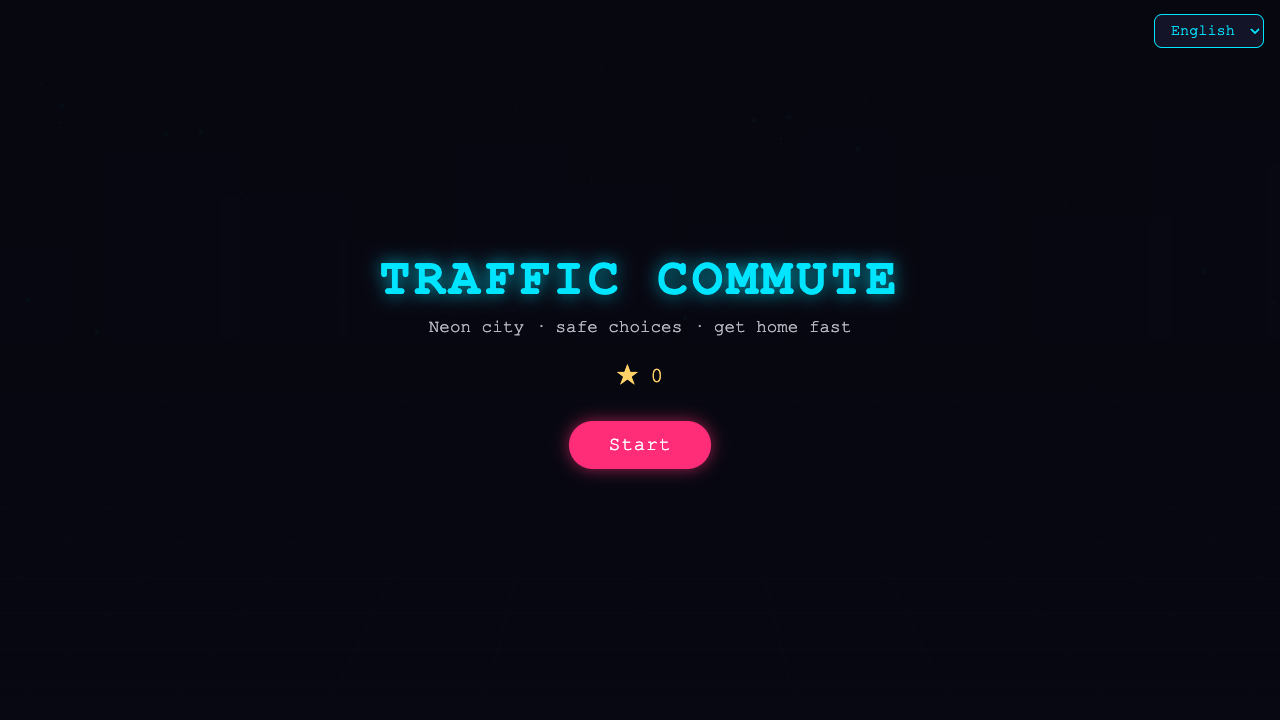 English
TRAFFIC COMMUTE
Neon city · safe choices · get home fast
★ 0
Start